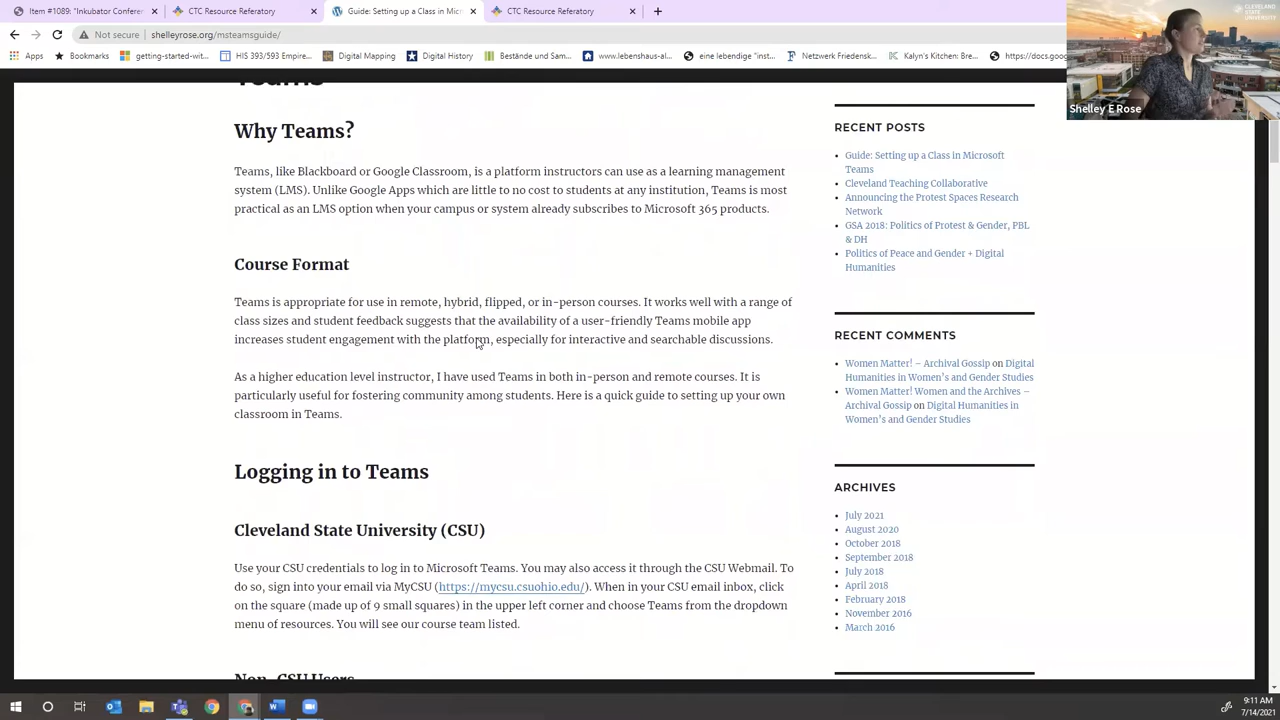 Item #1089: "Incubator Conferenc
CTC Resource Referatory
Guide: Setting up a Class in Micr
CTC Resource Referatory
Not secure
shelleyrose.org/msteamsguide/
Apps
Bookmarks
getting-started-wit...
HIS 393/593 Empire...
Digital Mapping
Digital History
Bestände und Sam...
www.lebenshaus-al...
eine lebendige "inst...
Netzwerk Friedensk...
Kalyn's Kitchen: Bre...
https://docs.goog
CLEVELAND
STATE
UNIVERSITY
Shelley E Rose
Teams
Why Teams?
Teams, like Blackboard or Google Classroom, is a platform instructors can use as a learning management
system (LMS). Unlike Google Apps which are little to no cost to students at any institution, Teams is most
practical as an LMS option when your campus or system already subscribes to Microsoft 365 products.
Course Format
Teams is appropriate for use in remote, hybrid, flipped, or in-person courses. It works well with a range of
class sizes and student feedback suggests that the availability of a user-friendly Teams mobile app
increases student engagement with the platform, especially for interactive and searchable discussions.
As a higher education level instructor, I have used Teams in both in-person and remote courses. It is
particularly useful for fostering community among students. Here is a quick guide to setting up your own
classroom in Teams.
Logging in to Teams
Cleveland State University (CSU)
Use your CSU credentials to log in to Microsoft Teams. You may also access it through the CSU Webmail. To
do so, sign into your email via MyCSU (https://mycsu.csuohio.edu/). When in your CSU email inbox, click
on the square (made up of 9 small squares) in the upper left corner and choose Teams from the dropdown
menu of resources. You will see our course team listed.
Non-CSU Users
RECENT POSTS
Guide: Setting up a Class in Microsoft
Teams
Cleveland Teaching Collaborative
Announcing the Protest Spaces Research
Network
GSA 2018: Politics of Protest & Gender, PBL
& DH
Politics of Peace and Gender + Digital
Humanities
RECENT COMMENTS
Women Matter! – Archival Gossip on Digital
Humanities in Women's and Gender Studies
Women Matter! Women and the Archives –
Archival Gossip on Digital Humanities in
Women's and Gender Studies
ARCHIVES
July 2021
August 2020
October 2018
September 2018
July 2018
April 2018
February 2018
November 2016
March 2016
9:11 AM
7/14/2021